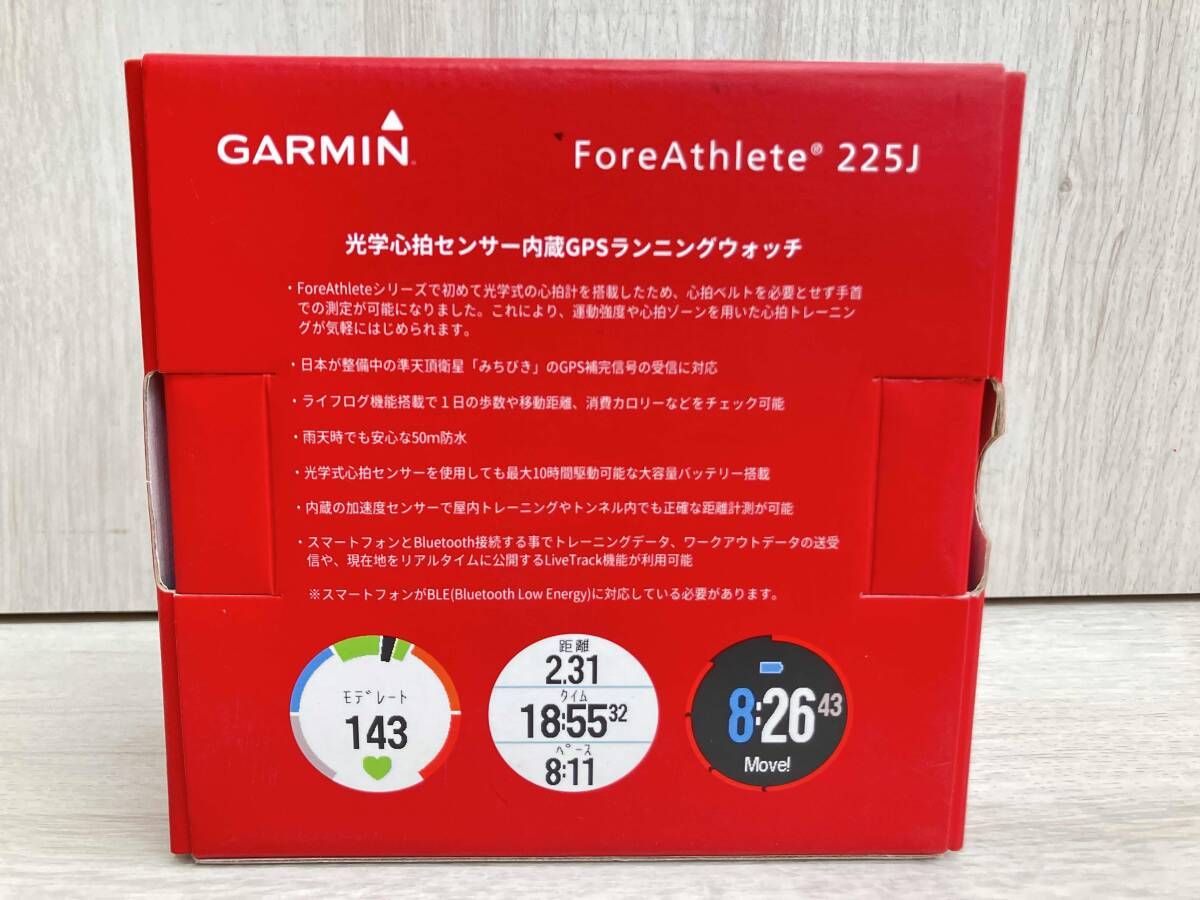 GARMIN
ForeAthlete® 225J
光学心拍センサー内蔵GPSランニングウォッチ
・ForeAthleteシリーズで初めて光学式の心拍計を搭載したため、心拍ベルトを必要とせず手首
での測定が可能になりました。これにより、運動強度や心拍ゾーンを用いた心拍トレーニン
グが気軽にはじめられます。
・日本が整備中の準天頂衛星「みちびき」のGPS補完信号の受信に対応
・ライフログ機能搭載で１日の歩数や移動距離、消費カロリーなどをチェック可能
・雨天時でも安心な50m防水
・光学式心拍センサーを使用しても最大10時間駆動可能な大容量バッテリー搭載
・内蔵の加速度センサーで屋内トレーニングやトンネル内でも正確な距離計測が可能
・スマートフォンとBluetooth接続する事でトレーニングデータ、ワークアウトデータの送受
信や、現在地をリアルタイムに公開するLiveTrack機能が利用可能
※スマートフォンがBLE(Bluetooth Low Energy)に対応している必要があります。
ﾓﾃﾞﾚｰﾄ
143
距離
2.31
ﾀｲﾑ
18:55 32
ﾍﾟｰｽ
8:11
8:26 43
Move!